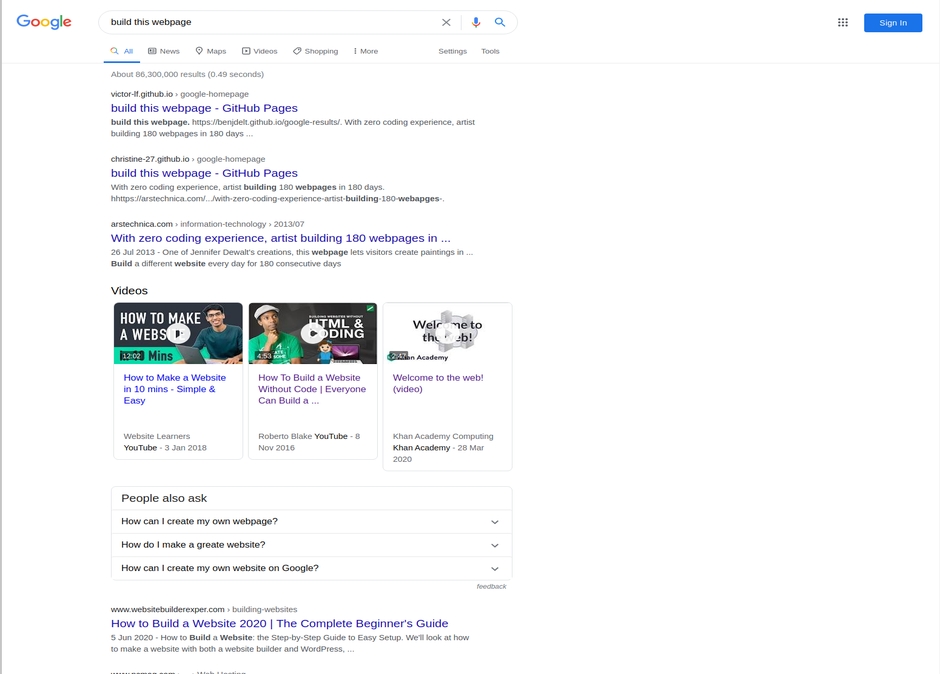 Google
build this webpage
Sign In
All
News
Maps
Videos
Shopping
More
Settings
Tools
About 86,300,000 results (0.49 seconds)
victor-lf.github.io › google-homepage
build this webpage - GitHub Pages
build this webpage. https://benjdelt.github.io/google-results/. With zero coding experience, artist
building 180 webpages in 180 days ...
christine-27.github.io › google-homepage
build this webpage - GitHub Pages
With zero coding experience, artist building 180 webpages in 180 days.
hhttps://arstechnica.com/.../with-zero-coding-experience-artist-building-180-webapges-.
arstechnica.com › information-technology › 2013/07
With zero coding experience, artist building 180 webpages in ...
26 Jul 2013 - One of Jennifer Dewalt's creations, this webpage lets visitors create paintings in ...
Build a different website every day for 180 consecutive days
Videos
HOW TO MAKE
A WEBS
12:02 Mins
BUILDING WEBSITES WITHOUT
HTML &
CODING
4:53
Welcome to
the web!
2:47
Khan Academy
How to Make a Website
in 10 mins - Simple &
Easy
Website Learners
YouTube - 3 Jan 2018
How To Build a Website
Without Code | Everyone
Can Build a ...
Roberto Blake YouTube - 8
Nov 2016
Welcome to the web!
(video)
Khan Academy Computing
Khan Academy - 28 Mar
2020
People also ask
How can I create my own webpage?
How do I make a greate website?
How can I create my own website on Google?
feedback
www.websitebuilderexper.com › building-websites
How to Build a Website 2020 | The Complete Beginner's Guide
5 Jun 2020 - How to Build a Website: the Step-by-Step Guide to Easy Setup. We'll look at how
to make a website with both a website builder and WordPress, ...